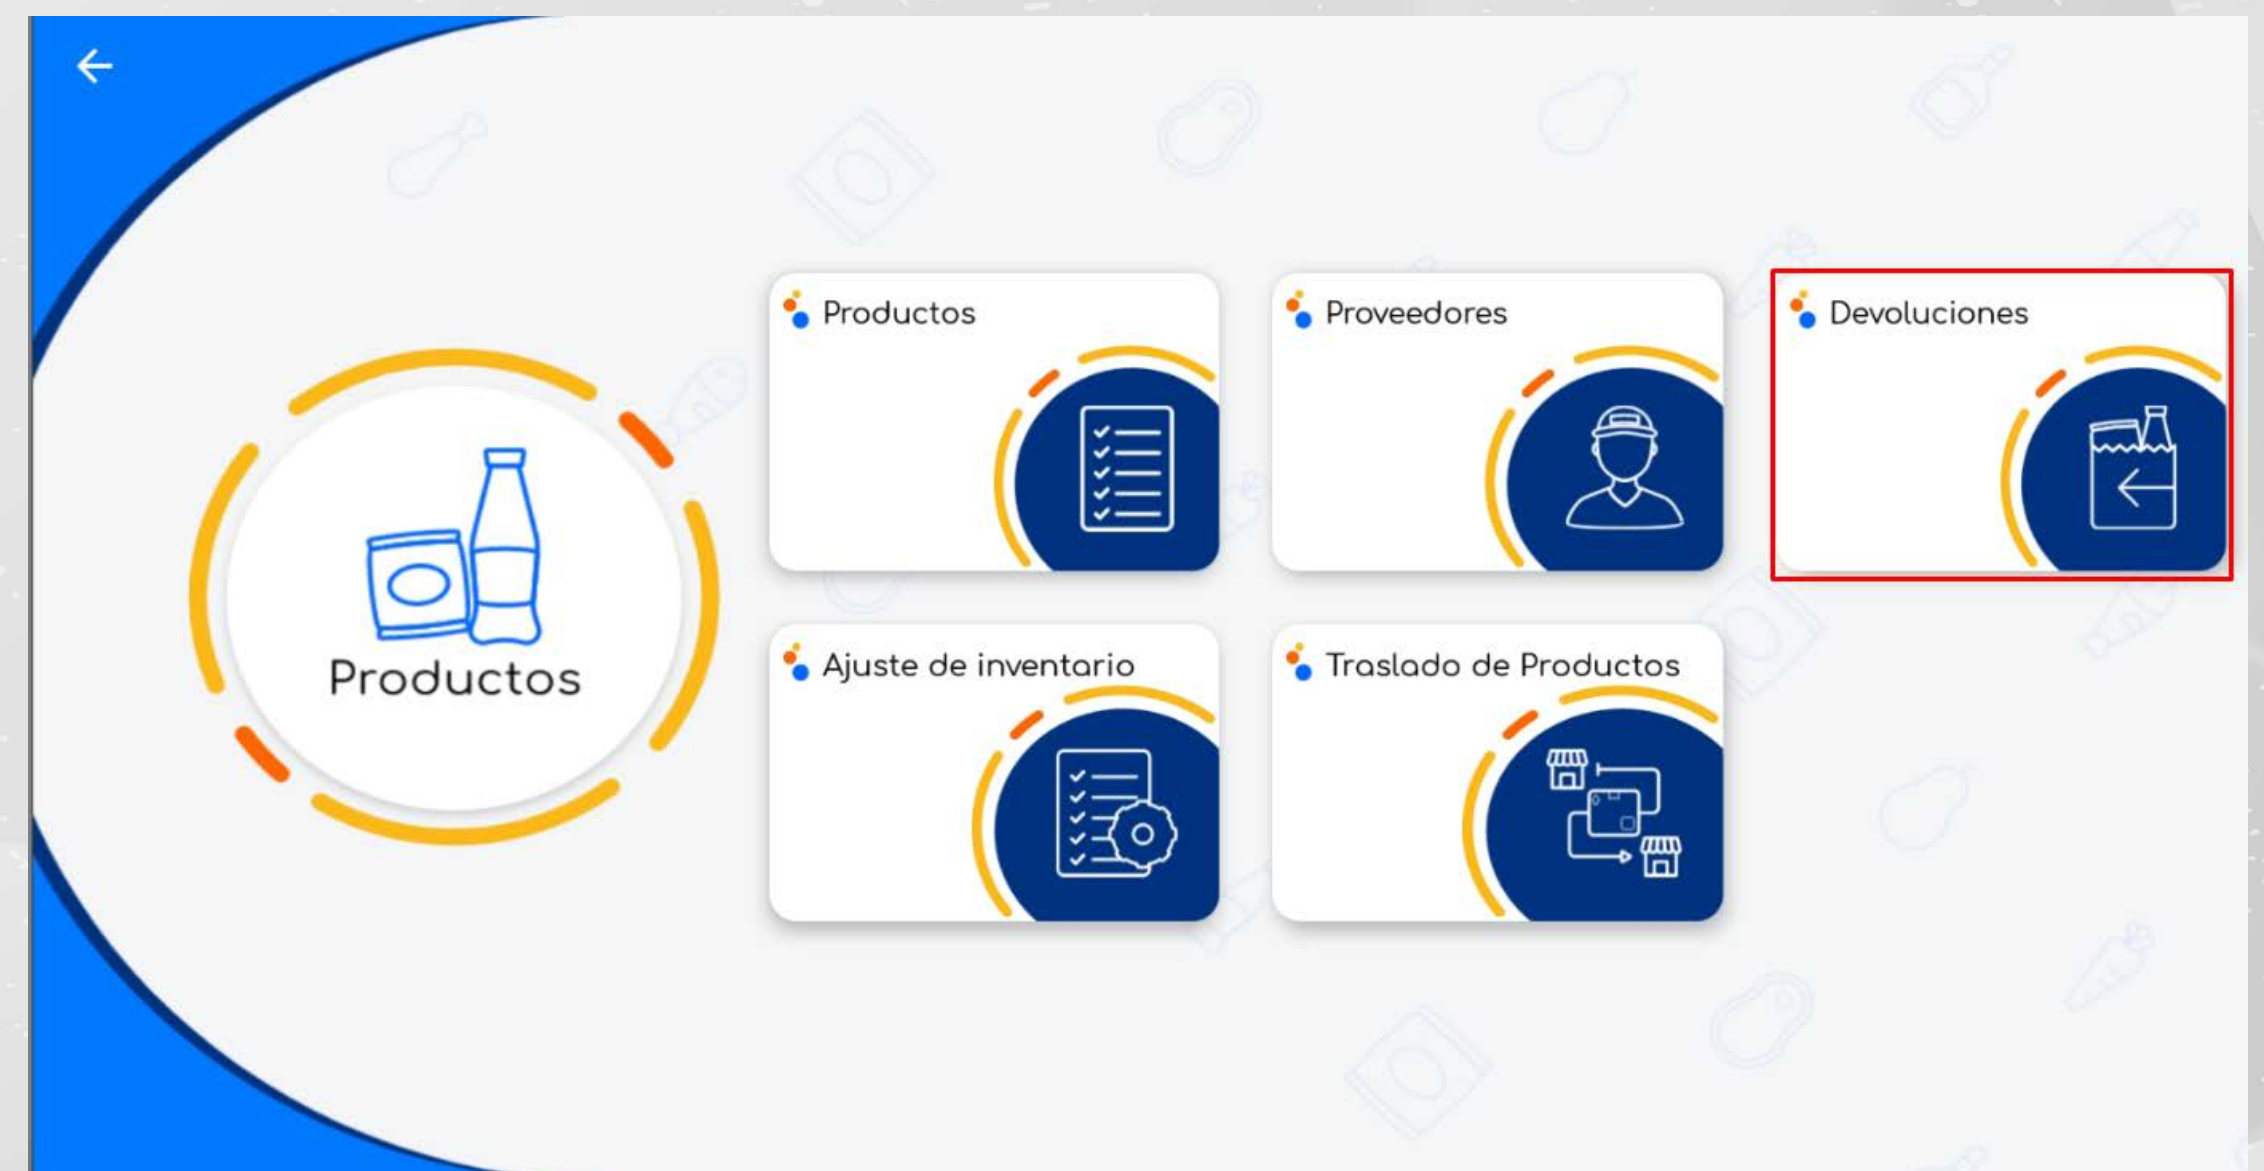 Productos
Proveedores
Devoluciones
Productos
Ajuste de inventario
Traslado de Productos